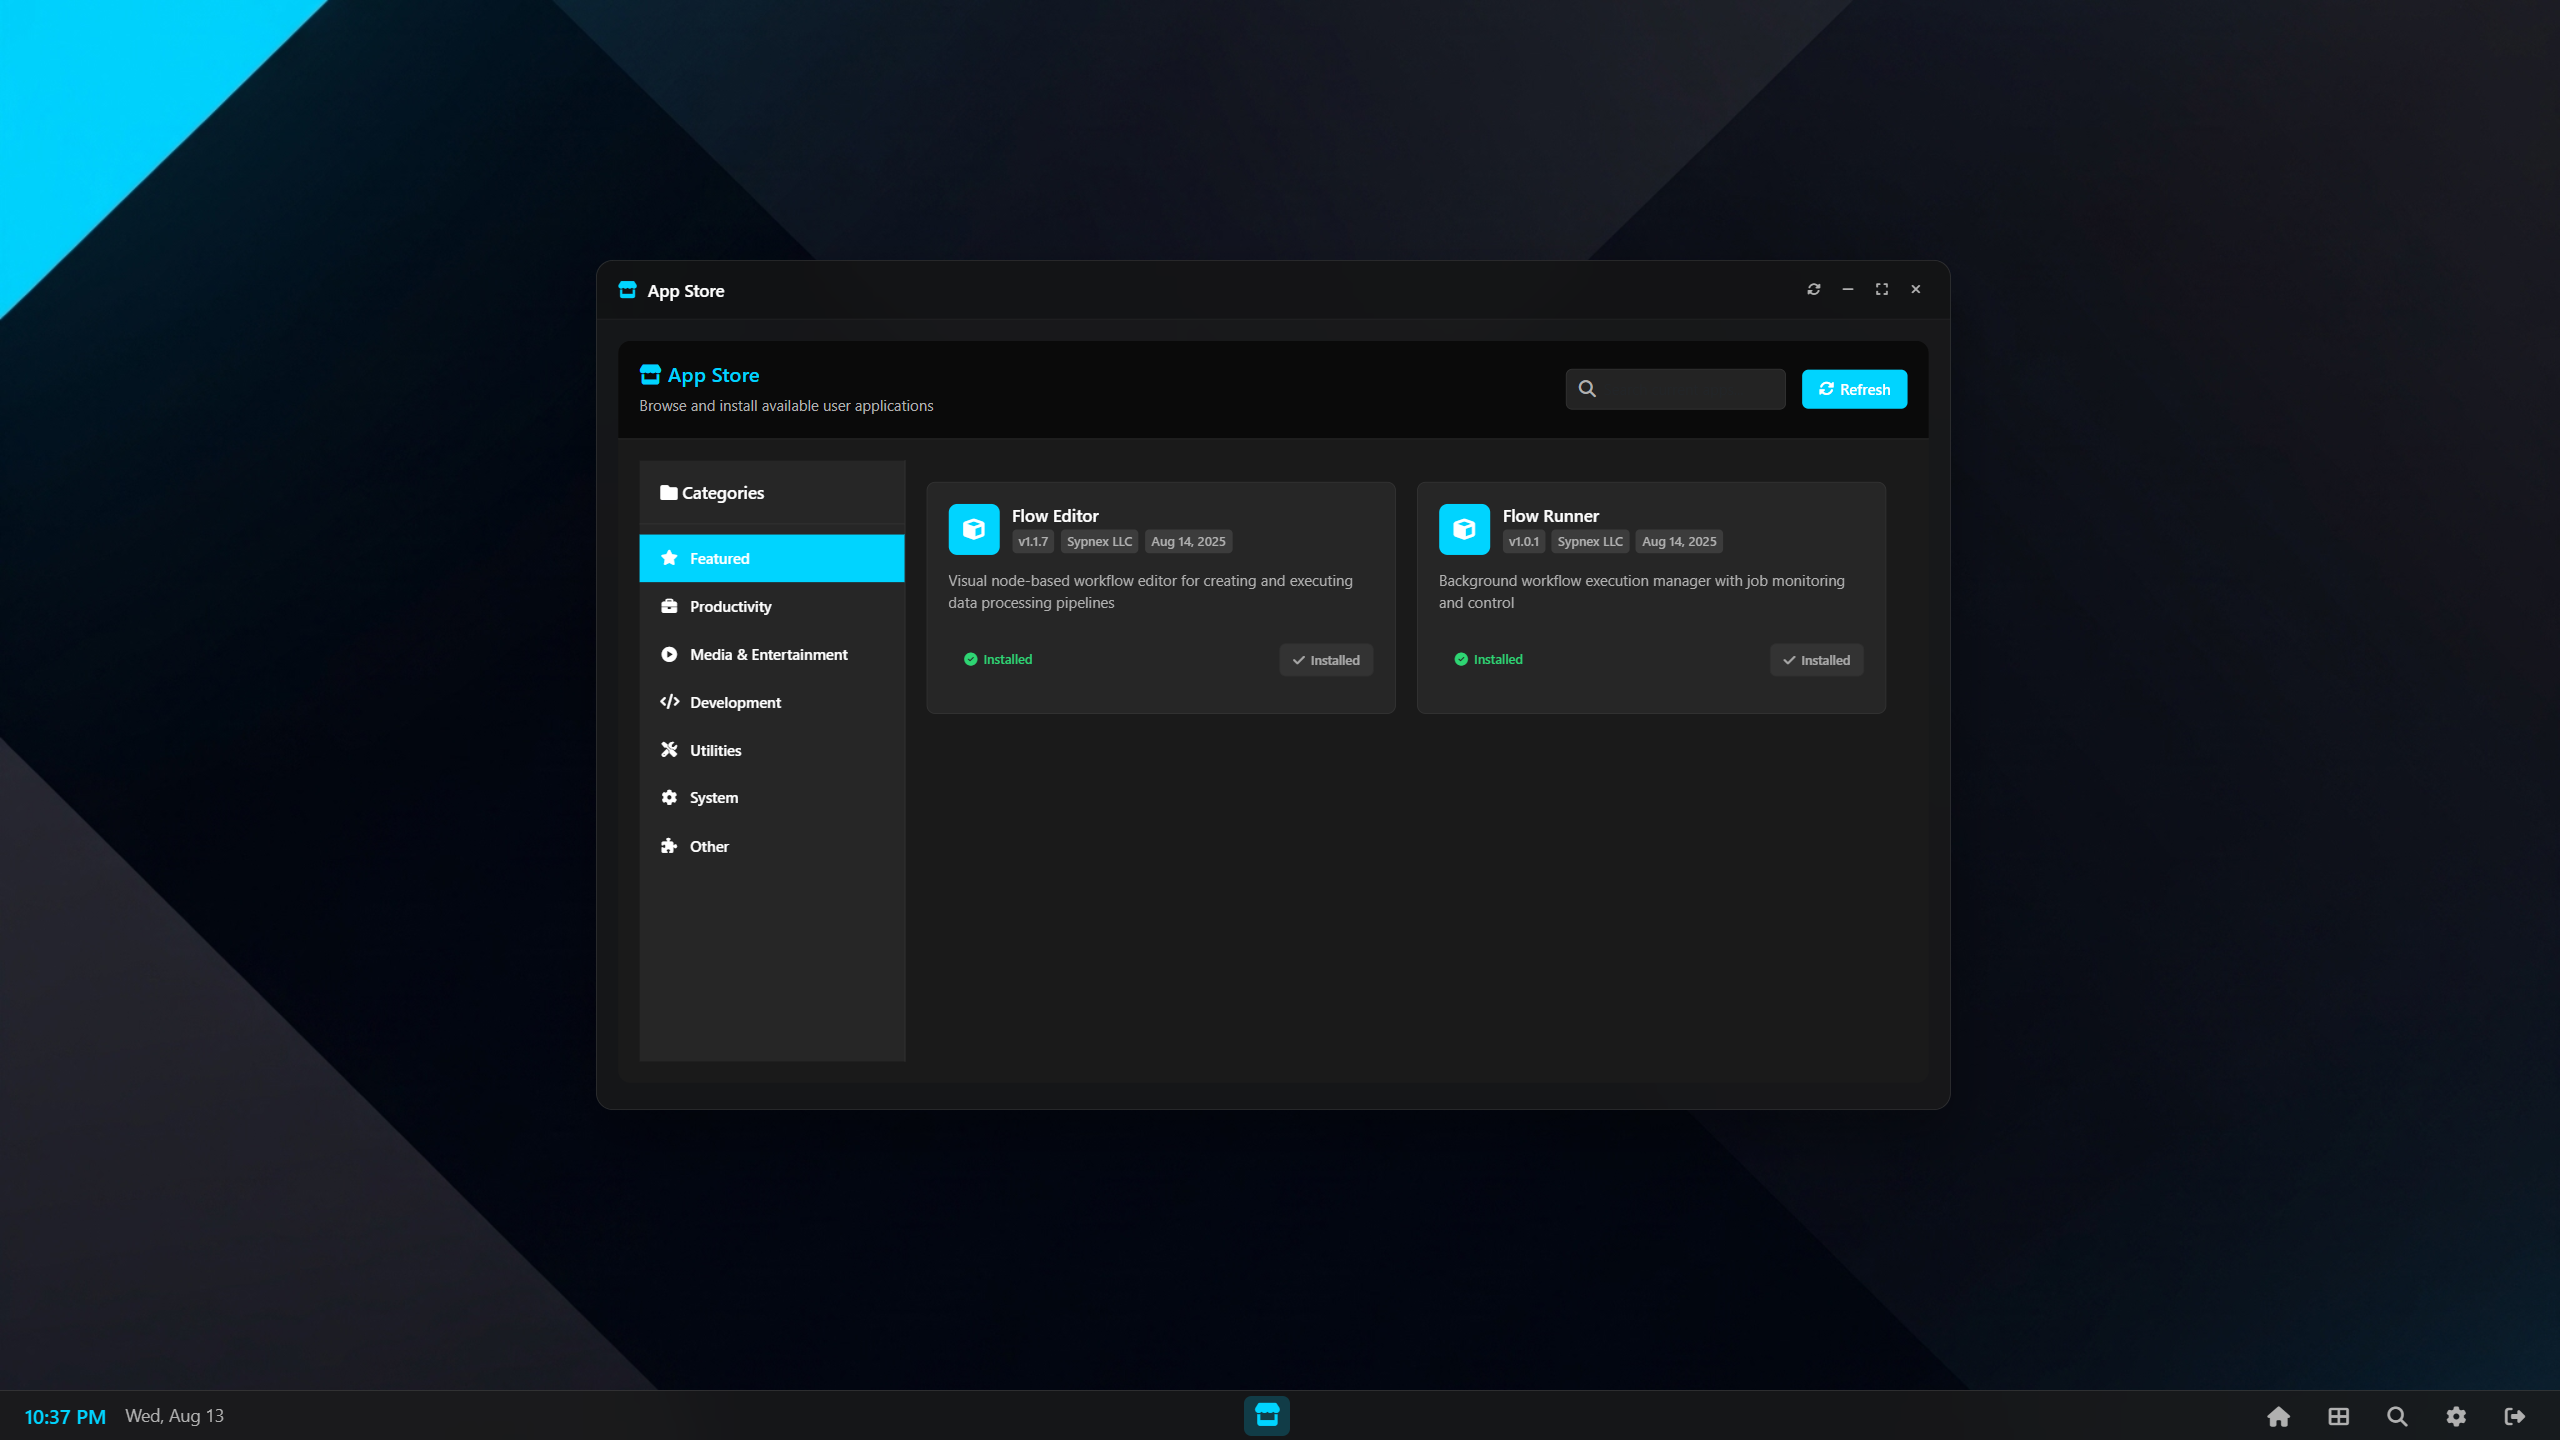 App Store
App Store
Browse and install available user applications
Refresh
Categories
Featured
Productivity
Media & Entertainment
Development
Utilities
System
Other
Flow Editor
v1.1.7 Sypnex LLC Aug 14, 2025
Visual node-based workflow editor for creating and executing
data processing pipelines
Installed Installed
Flow Runner
v1.0.1 Sypnex LLC Aug 14, 2025
Background workflow execution manager with job monitoring
and control
Installed Installed
10:37 PM Wed, Aug 13